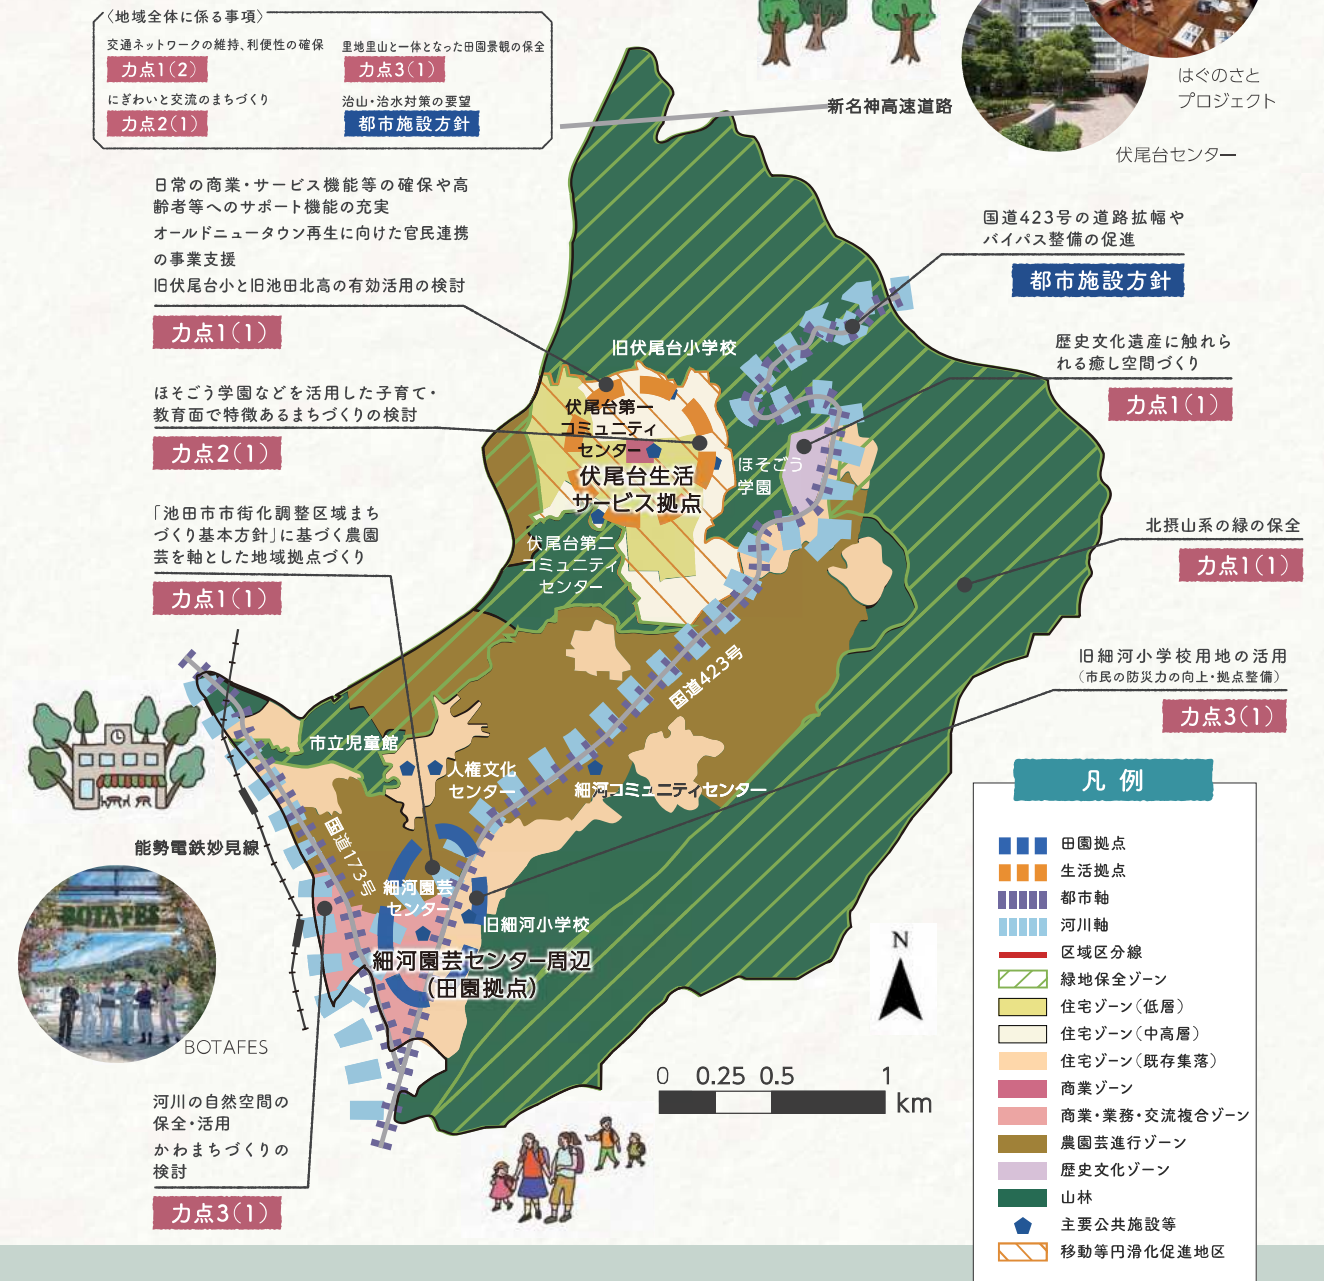 〈地域全体に係る事項〉
交通ネットワークの維持、利便性の確保
力点1(2)
里地里山と一体となった田園景観の保全
力点3(1)
にぎわいと交流のまちづくり
力点2(1)
治山・治水対策の要望
都市施設方針
新名神高速道路
はぐのさと
プロジェクト
伏尾台センター
日常の商業・サービス機能等の確保や高
齢者等へのサポート機能の充実
オールドニュータウン再生に向けた官民連携
の事業支援
旧伏尾台小と旧池田北高の有効活用の検討
力点1(1)
国道423号の道路拡幅や
バイパス整備の促進
都市施設方針
歴史文化遺産に触れら
れる癒し空間づくり
力点1(1)
ほそごう学園などを活用した子育て・
教育面で特徴あるまちづくりの検討
力点2(1)
旧伏尾台小学校
伏尾台第一
コミュニティ
センター
伏尾台生活
サービス拠点
ほそごう
学園
伏尾台第二
コミュニティ
センター
「池田市市街化調整区域まち
づくり基本方針」に基づく農園
芸を軸とした地域拠点づくり
力点1(1)
北摂山系の緑の保全
力点1(1)
旧細河小学校用地の活用
(市民の防災力の向上・拠点整備)
力点3(1)
国道423号
市立児童館
人権文化
センター
細河コミュニティセンター
能勢電鉄妙見線
国道173号
細河園芸
センター
旧細河小学校
細河園芸センター周辺
(田園拠点)
BOTAFES
BOTAFES
河川の自然空間の
保全・活用
かわまちづくりの
検討
力点3(1)
N
0 0.25 0.5 1
km
凡例
田園拠点
生活拠点
都市軸
河川軸
区域区分線
緑地保全ゾーン
住宅ゾーン(低層)
住宅ゾーン(中高層)
住宅ゾーン(既存集落)
商業ゾーン
商業・業務・交流複合ゾーン
農園芸進行ゾーン
歴史文化ゾーン
山林
主要公共施設等
移動等円滑化促進地区